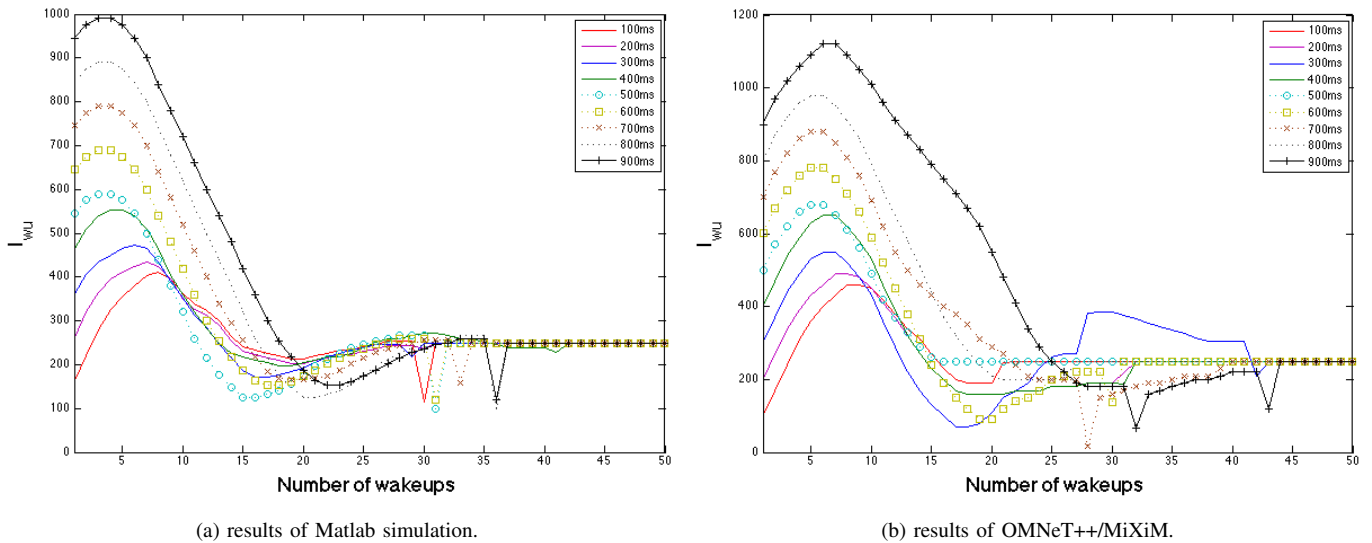 1000
900
800
700
600
500
400
300
200
100
0
I_wu
5
10
15
20
25
30
35
40
45
50
Number of wakeups
100ms
200ms
300ms
400ms
500ms
600ms
700ms
800ms
900ms
(a) results of Matlab simulation.
1200
1000
800
600
400
200
0
I_wu
5
10
15
20
25
30
35
40
45
50
Number of wakeups
100ms
200ms
300ms
400ms
500ms
600ms
700ms
800ms
900ms
(b) results of OMNeT++/MiXiM.